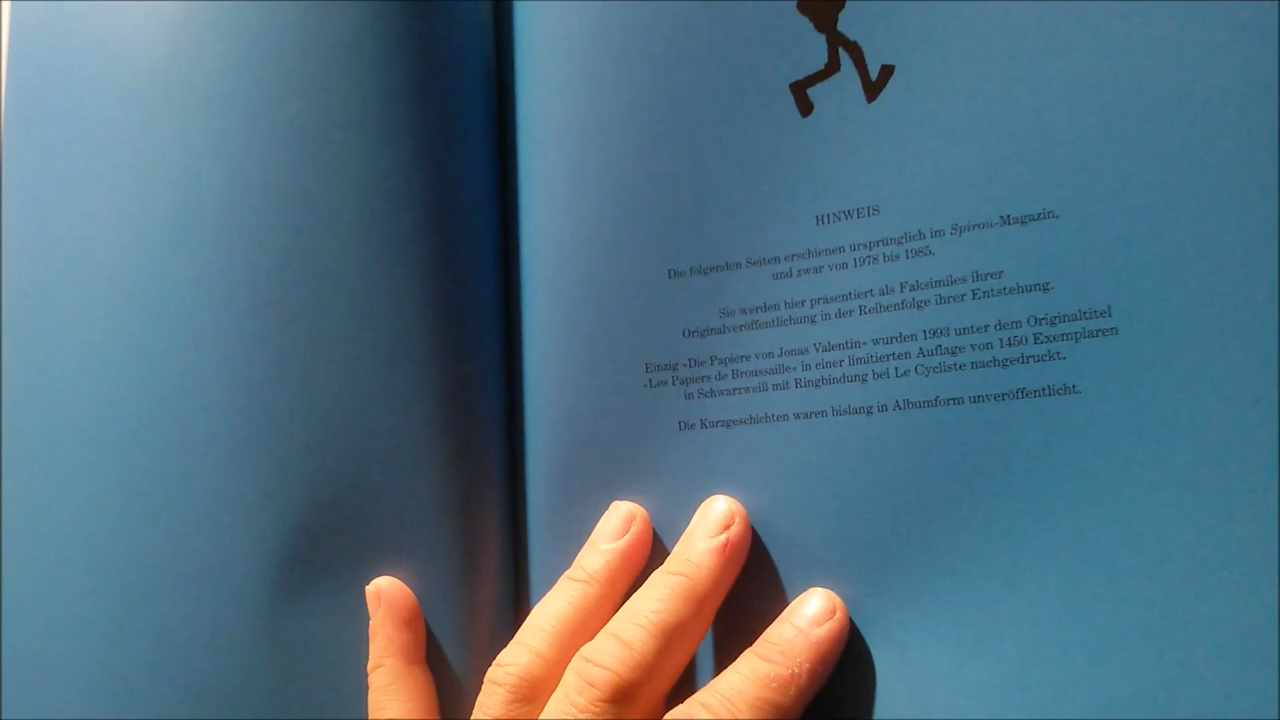 HINWEIS
Die folgenden Seiten erschienen ursprünglich im Spirou-Magazin,
und zwar von 1978 bis 1985.
Sie werden hier präsentiert als Faksimiles ihrer
Originalveröffentlichung in der Reihenfolge ihrer Entstehung.
Einzig »Die Papiere von Jonas Valentin« wurden 1993 unter dem Originaltitel
»Les Papiers de Broussaille« in einer limitierten Auflage von 1450 Exemplaren
in Schwarzweiß mit Ringbindung bei Le Cycliste nachgedruckt.
Die Kurzgeschichten waren bislang in Albumform unveröffentlicht.